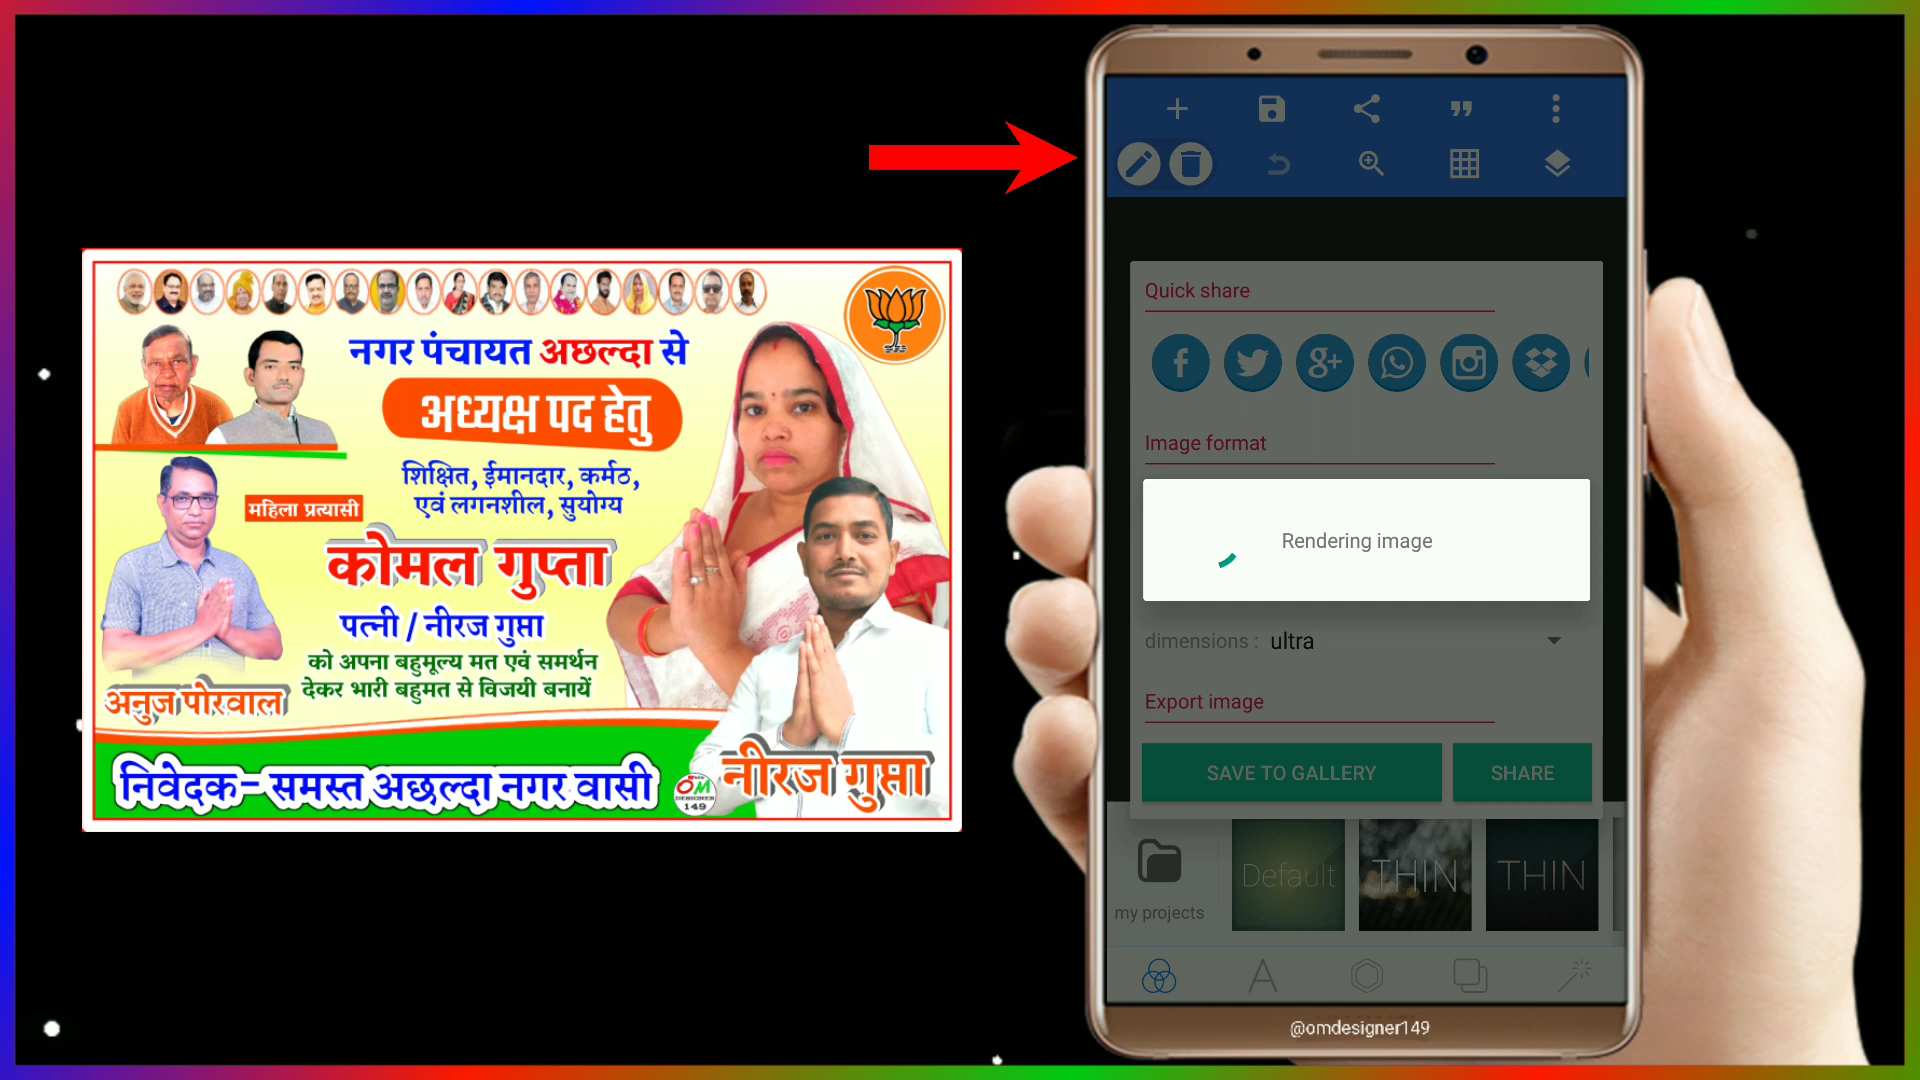 नगर पंचायत अछल्दा से
अध्यक्ष पद हेतु
शिक्षित, ईमानदार, कर्मठ,
एवं लगनशील, सुयोग्य
महिला प्रत्यासी
कोमल गुप्ता
पत्नी / नीरज गुप्ता
को अपना बहुमूल्य मत एवं समर्थन
देकर भारी बहुमत से विजयी बनायें
अनुज पोरवाल
निवेदक- समस्त अछल्दा नगर वासी
OM
DESIGNER
149
नीरज गुप्ता
Quick share
Image format
Rendering image
dimensions : ultra
Export image
SAVE TO GALLERY
SHARE
my projects
Default
THIN
THIN
@omdesigner149